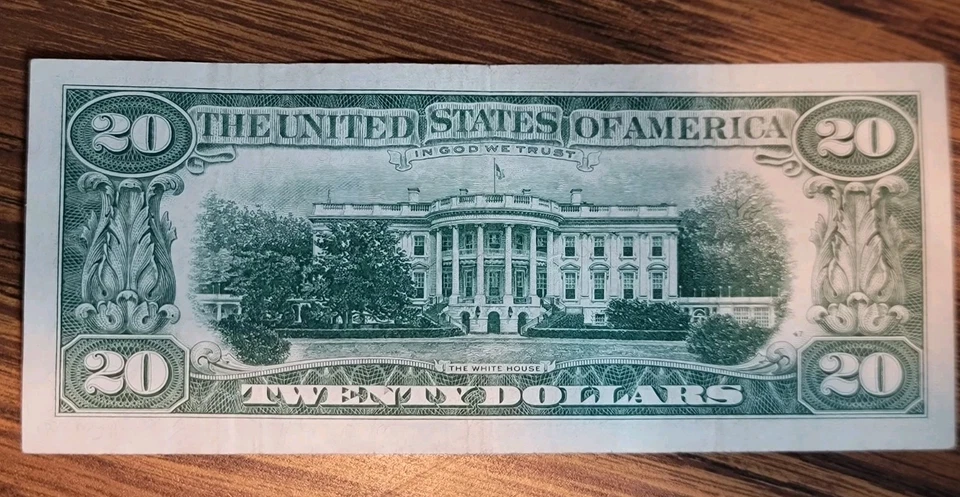 20 THE UNITED STATES OF AMERICA 20
IN GOD WE TRUST
THE WHITE HOUSE
20 TWENTY DOLLARS 20